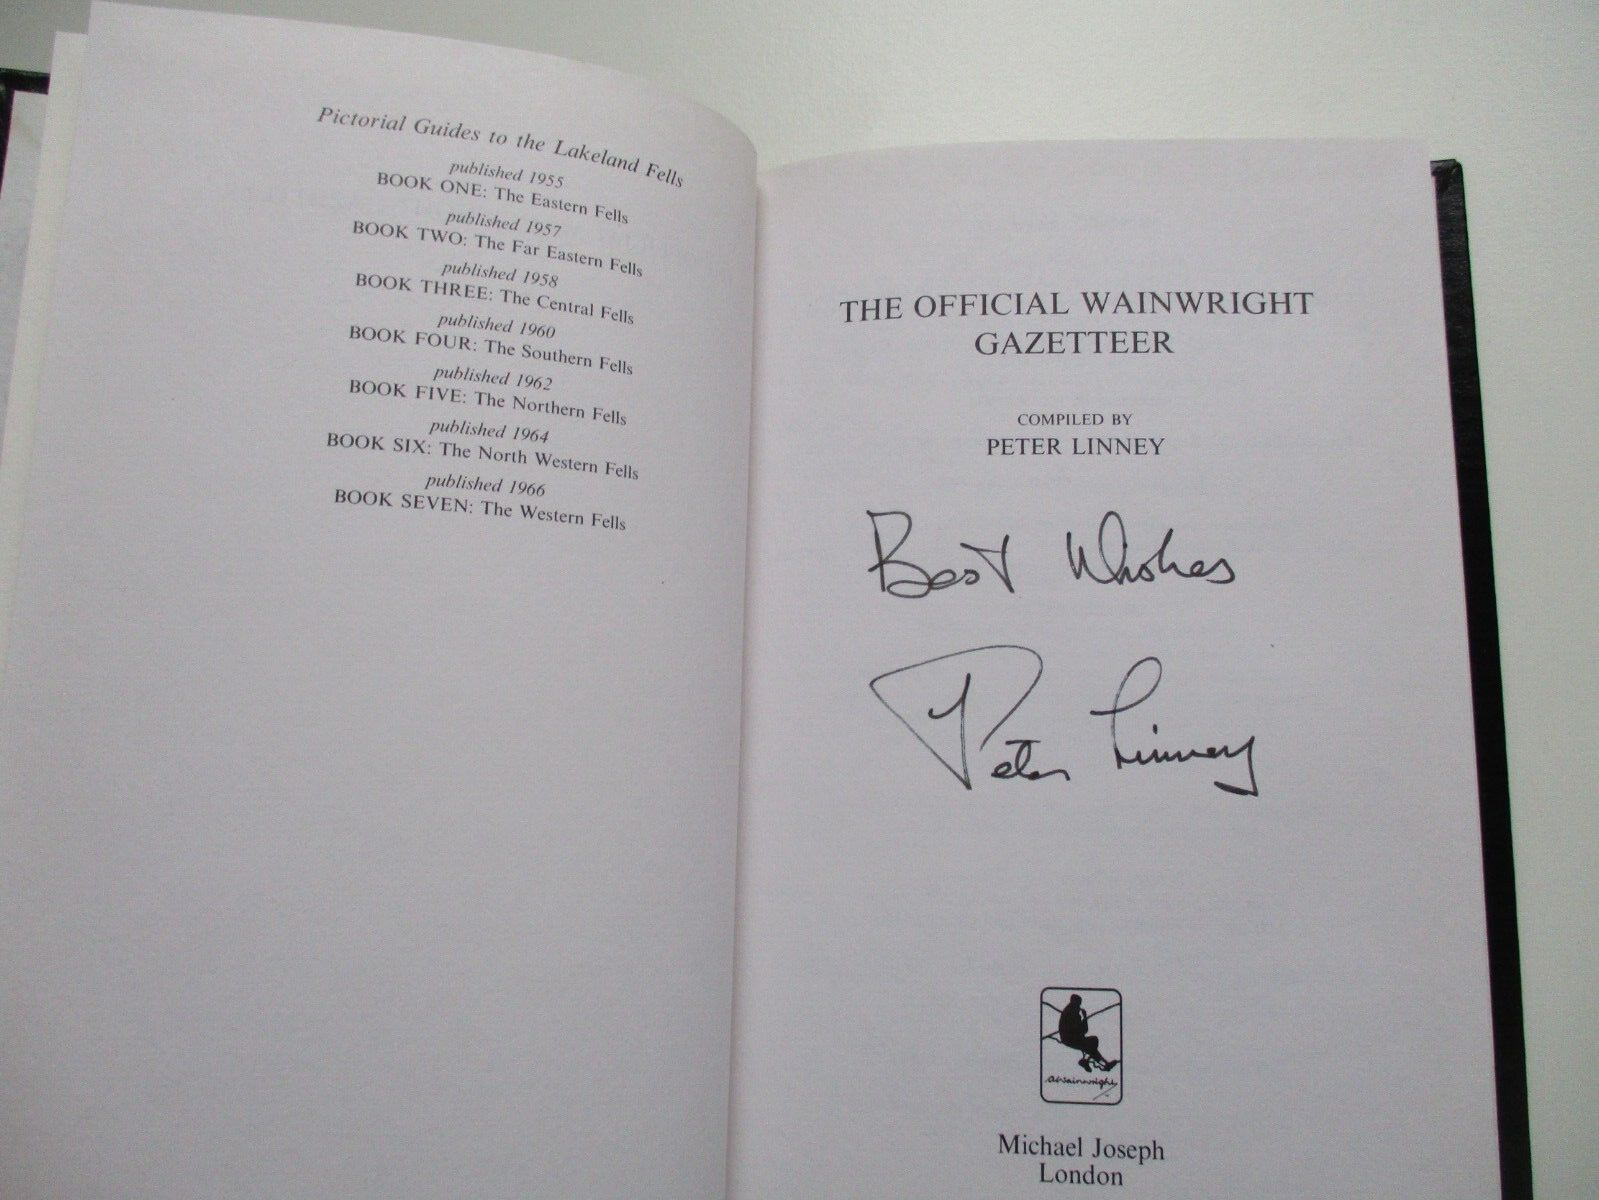 Pictorial Guides to the Lakeland Fells
published 1955
BOOK ONE: The Eastern Fells
published 1957
BOOK TWO: The Far Eastern Fells
published 1958
BOOK THREE: The Central Fells
published 1960
BOOK FOUR: The Southern Fells
published 1962
BOOK FIVE: The Northern Fells
published 1964
BOOK SIX: The North Western Fells
published 1966
BOOK SEVEN: The Western Fells
THE OFFICIAL WAINWRIGHT
GAZETTEER
COMPILED BY
PETER LINNEY
Best Wishes
Peter Linney
aWainwright
Michael Joseph
London